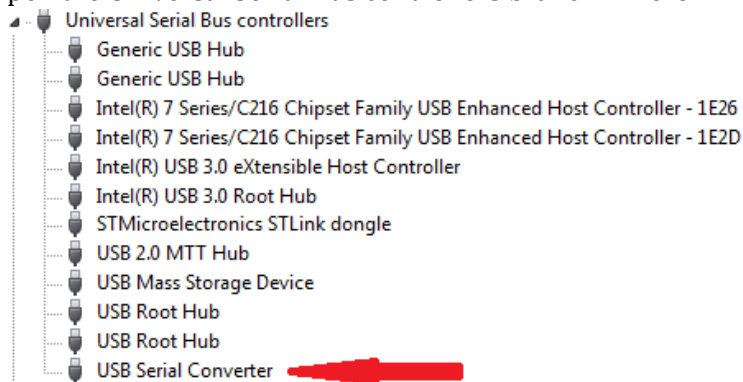 Universal Serial Bus controllers
Generic USB Hub
Generic USB Hub
Intel(R) 7 Series/C216 Chipset Family USB Enhanced Host Controller - 1E26
Intel(R) 7 Series/C216 Chipset Family USB Enhanced Host Controller - 1E2D
Intel(R) USB 3.0 eXtensible Host Controller
Intel(R) USB 3.0 Root Hub
STMicroelectronics STLink dongle
USB 2.0 MTT Hub
USB Mass Storage Device
USB Root Hub
USB Root Hub
USB Serial Converter